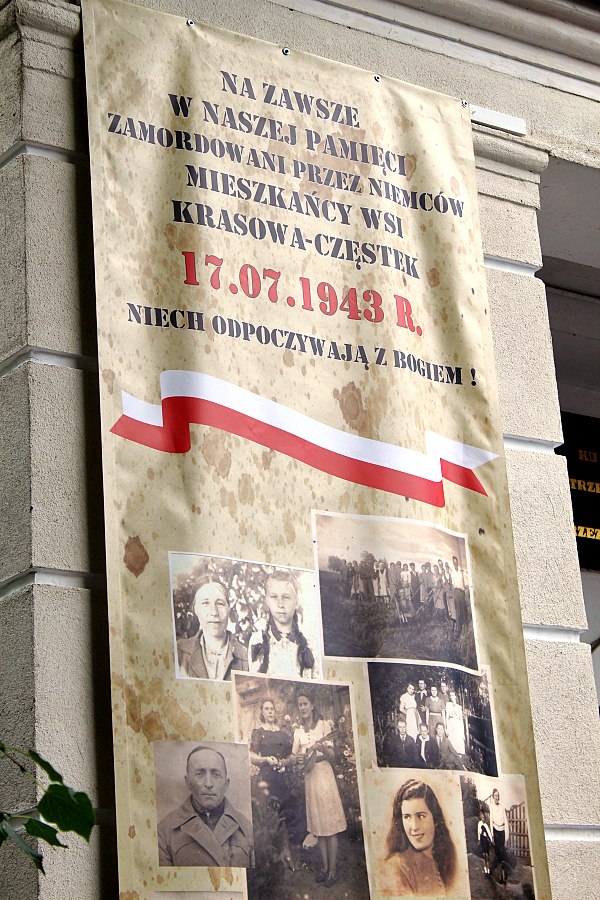 NA ZAWSZE
W NASZEJ PAMIĘCI
ZAMORDOWANI PRZEZ NIEMCÓW
MIESZKAŃCY WSI
KRASOWA-CZĘSTEK
17.07.1943 R.
NIECH ODPOCZYWAJĄ Z BOGIEM !